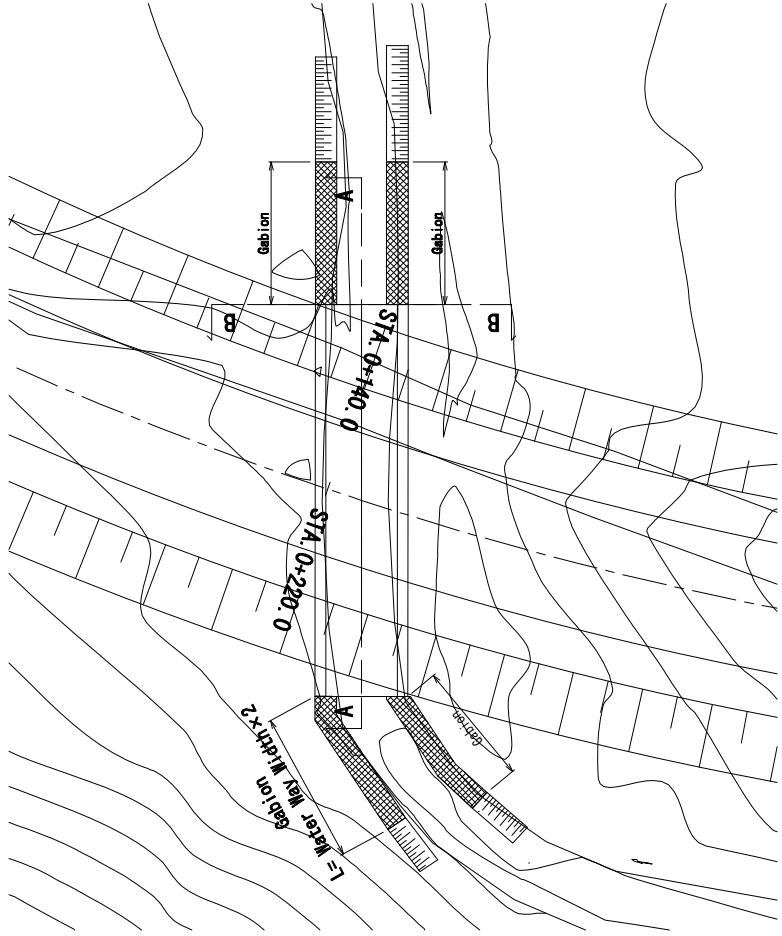 A
Gabion
Gabion
B
B
STA. 0+140. 0
STA. 0+220. 0
A
Gabion
Gabion
L= Water Way Width×2